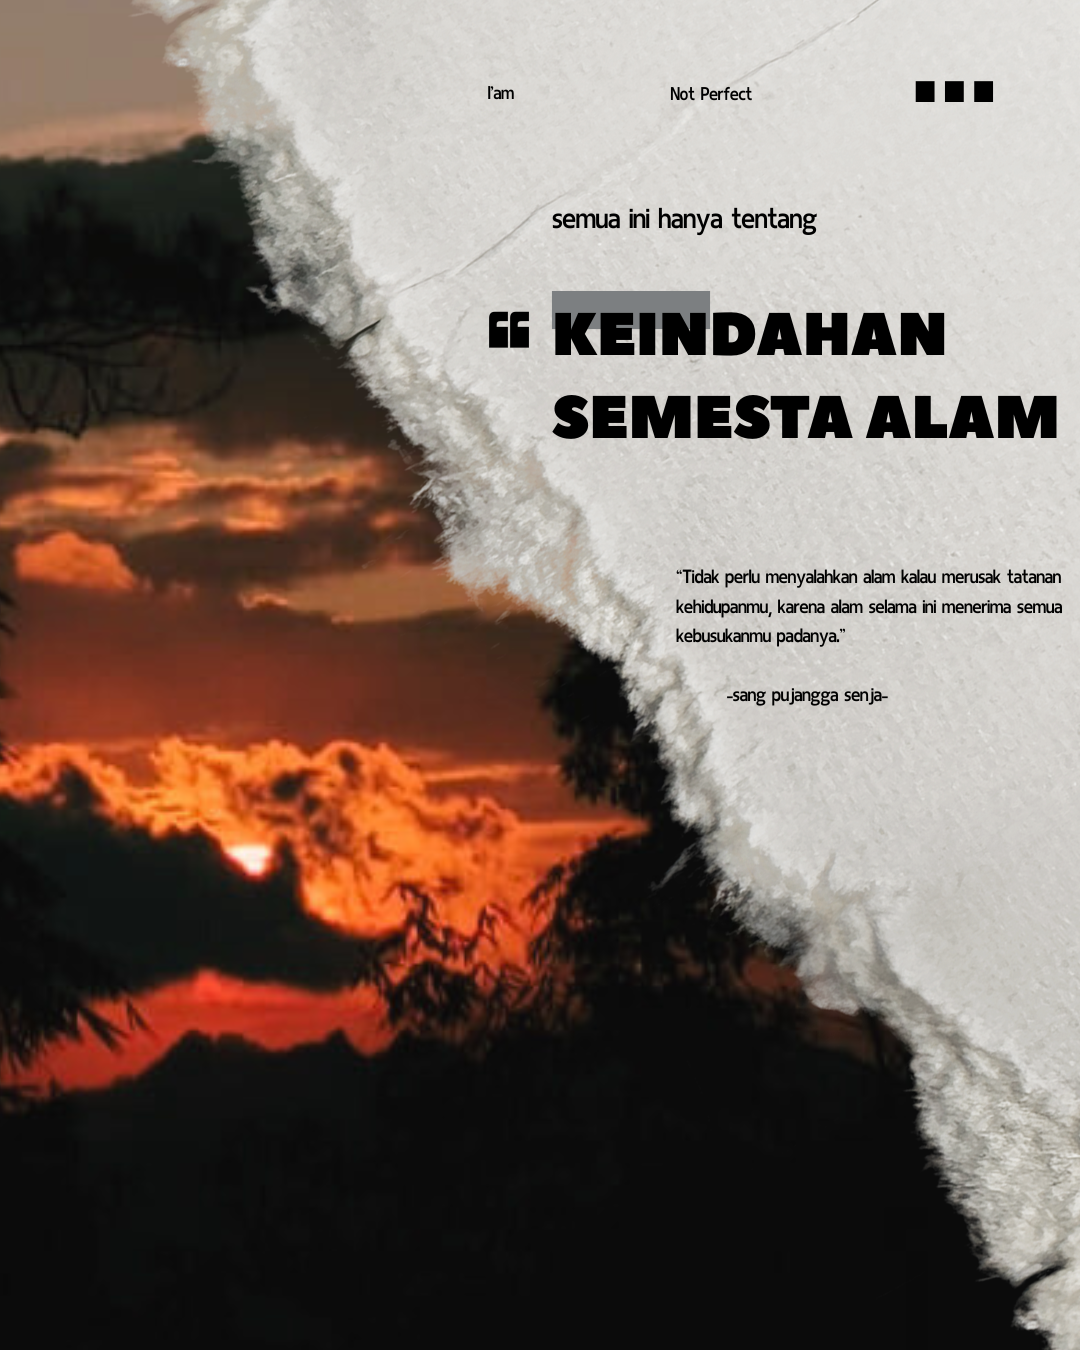 I'am
Not Perfect
semua ini hanya tentang
“ KEINDAHAN
SEMESTA ALAM
“Tidak perlu menyalahkan alam kalau merusak tatanan
kehidupanmu, karena alam selama ini menerima semua
kebusukanmu padanya.”
-sang pujangga senja-